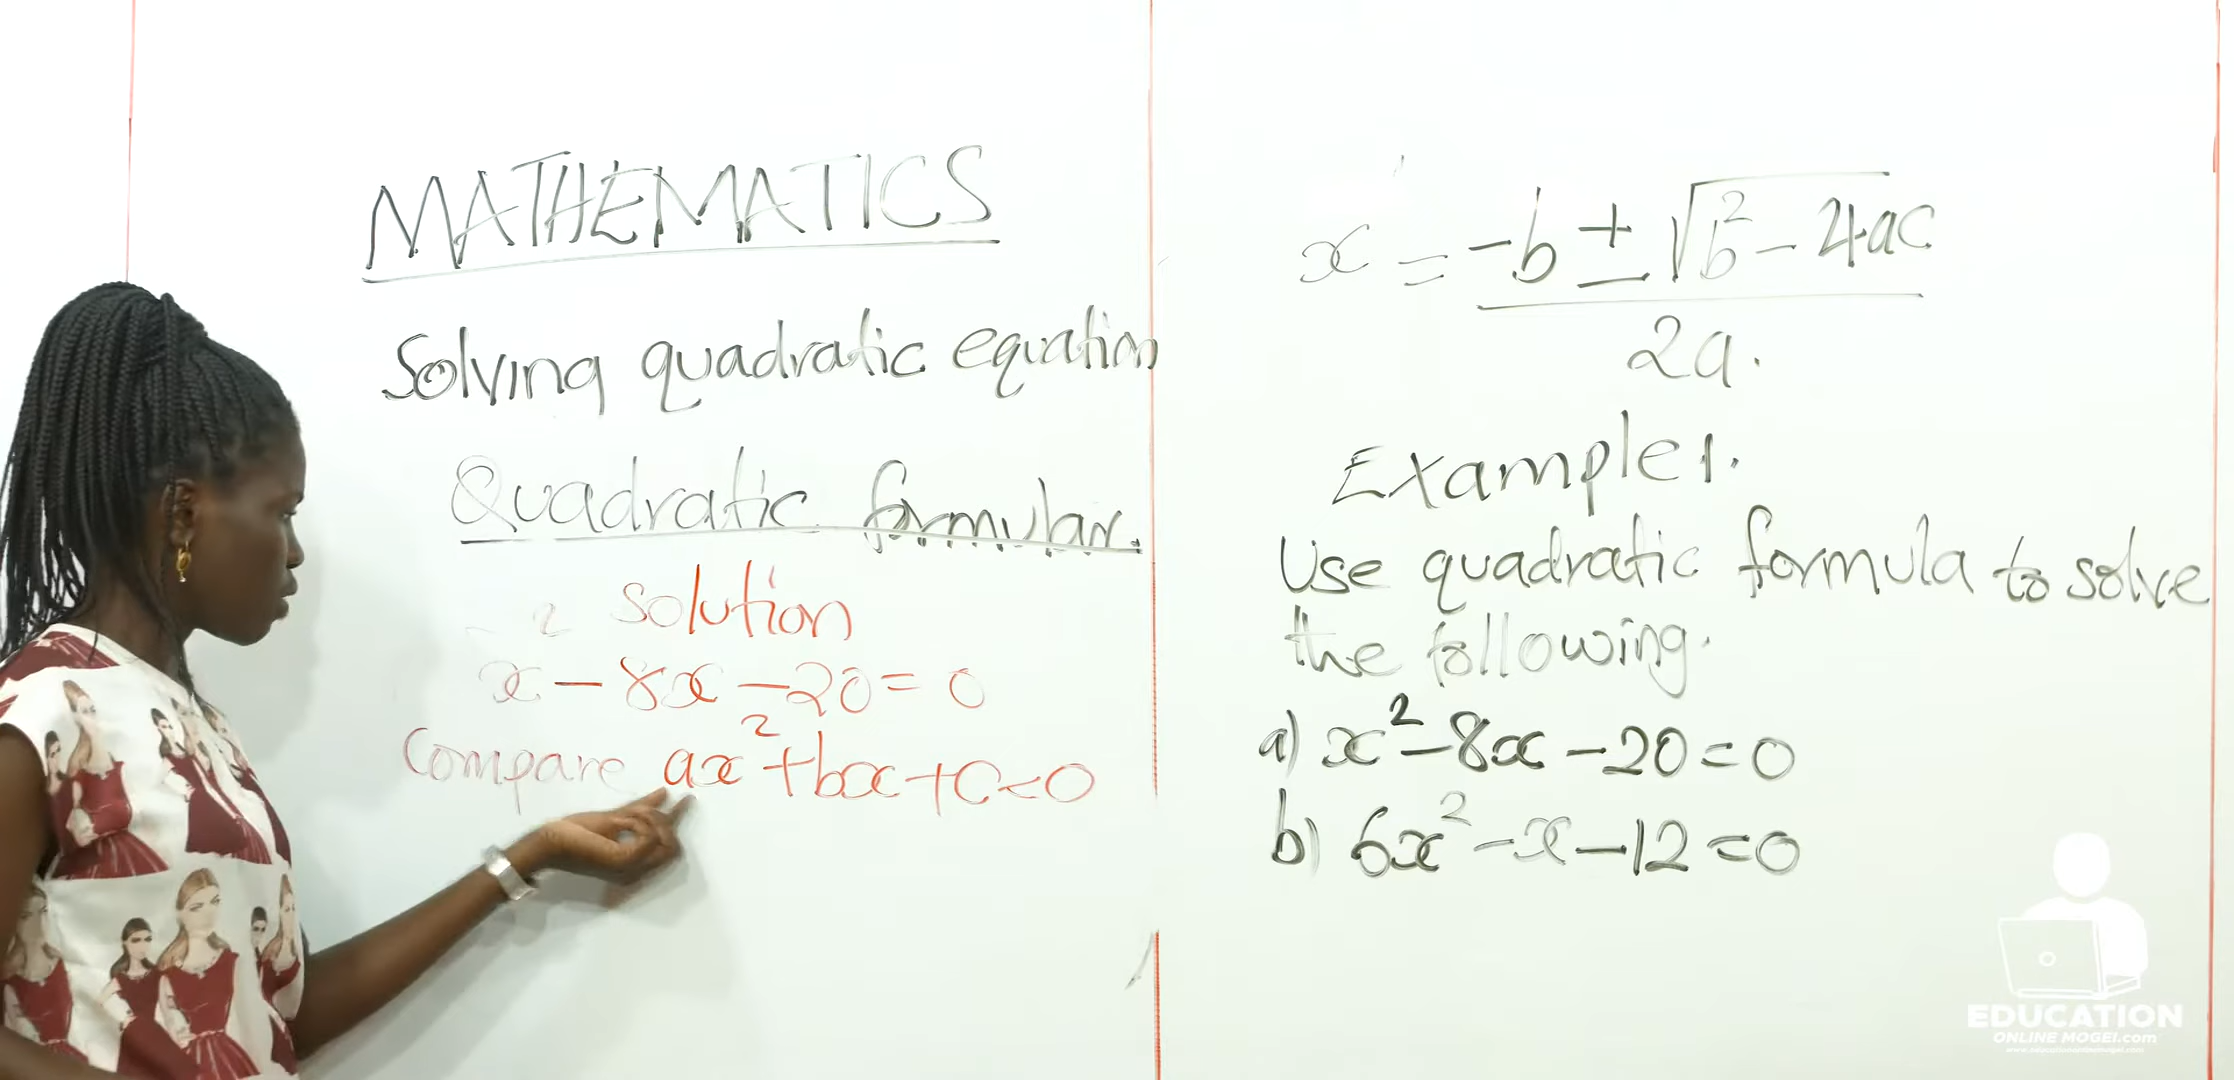 MATHEMATICS
Solving quadratic equation
Quadratic formular.
solution
x² - 8x - 20 = 0
Compare ax² + bx + c = 0
x = -b ± √b² - 4ac
2a.
Example 1.
Use quadratic formula to solve
the following.
a) x² - 8x - 20 = 0
b) 6x² - x - 12 = 0
EDUCATION
ONLINE MOGEI.com